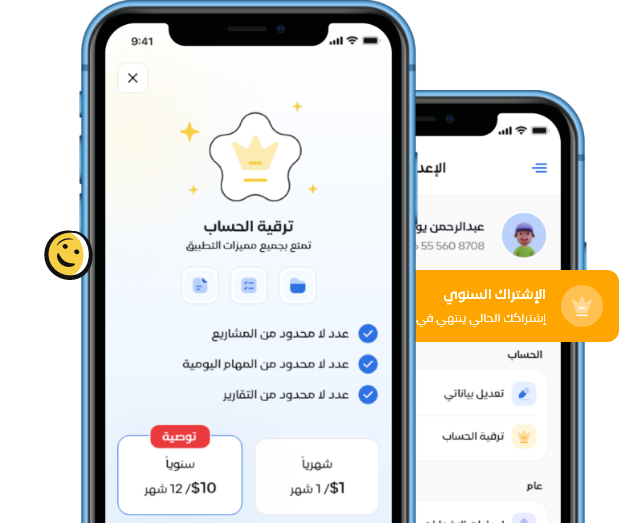 9:41
ترقية الحساب
تمتع بجميع مميزات التطبيق
عدد لا محدود من المشاريع
عدد لا محدود من المهام اليومية
عدد لا محدود من التقارير
توصية
شهرياً
$1/ 1 شهر
سنوياً
$10/ 12 شهر
عبدالرحمن
55 560 8708
الإشتراك السنوي
إشتراكك الحالي ينتهي في
الحساب
تعديل بياناتي
ترقية الحساب
عام